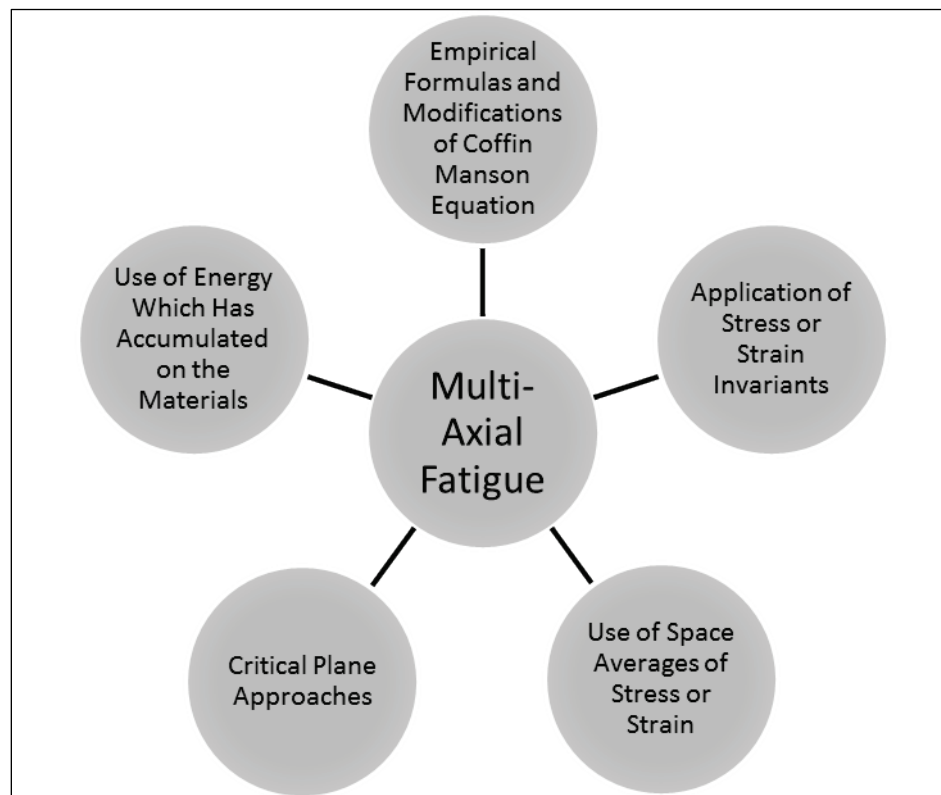 Empirical
Formulas and
Modifications
of Coffin
Manson
Equation
Use of Energy
Which Has
Accumulated
on the
Materials
Application of
Stress or
Strain
Invariants
Multi-
Axial
Fatigue
Critical Plane
Approaches
Use of Space
Averages of
Stress or
Strain